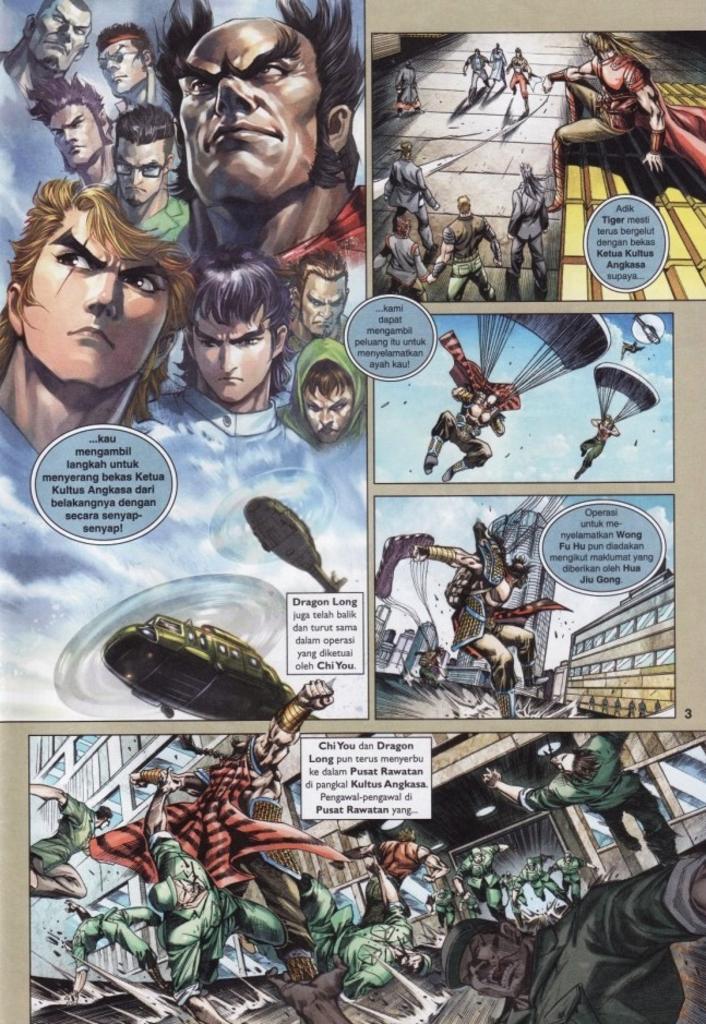 Adik
Tiger mesti
terus bergelut
dengan bekas
Ketua Kultus
Angkasa
supaya...
...kami
dapat
mengambil
peluang itu untuk
menyelamatkan
ayah kau!
...kau
mengambil
langkah untuk
menyerang bekas Ketua
Kultus Angkasa dari
belakangnya dengan
secara senyap-
senyap!
Dragon Long
juga telah balik
dan turut sama
dalam operasi
yang diketuai
oleh Chi You.
Operasi
untuk me-
nyelamatkan Wong
Fu Hu pun diadakan
mengikut maklumat yang
diberikan oleh Hua
Jiu Gong.
3
Chi You dan Dragon
Long pun terus menyerbu
ke dalam Pusat Rawatan
di pangkal Kultus Angkasa.
Pengawal-pengawal di
Pusat Rawatan yang...